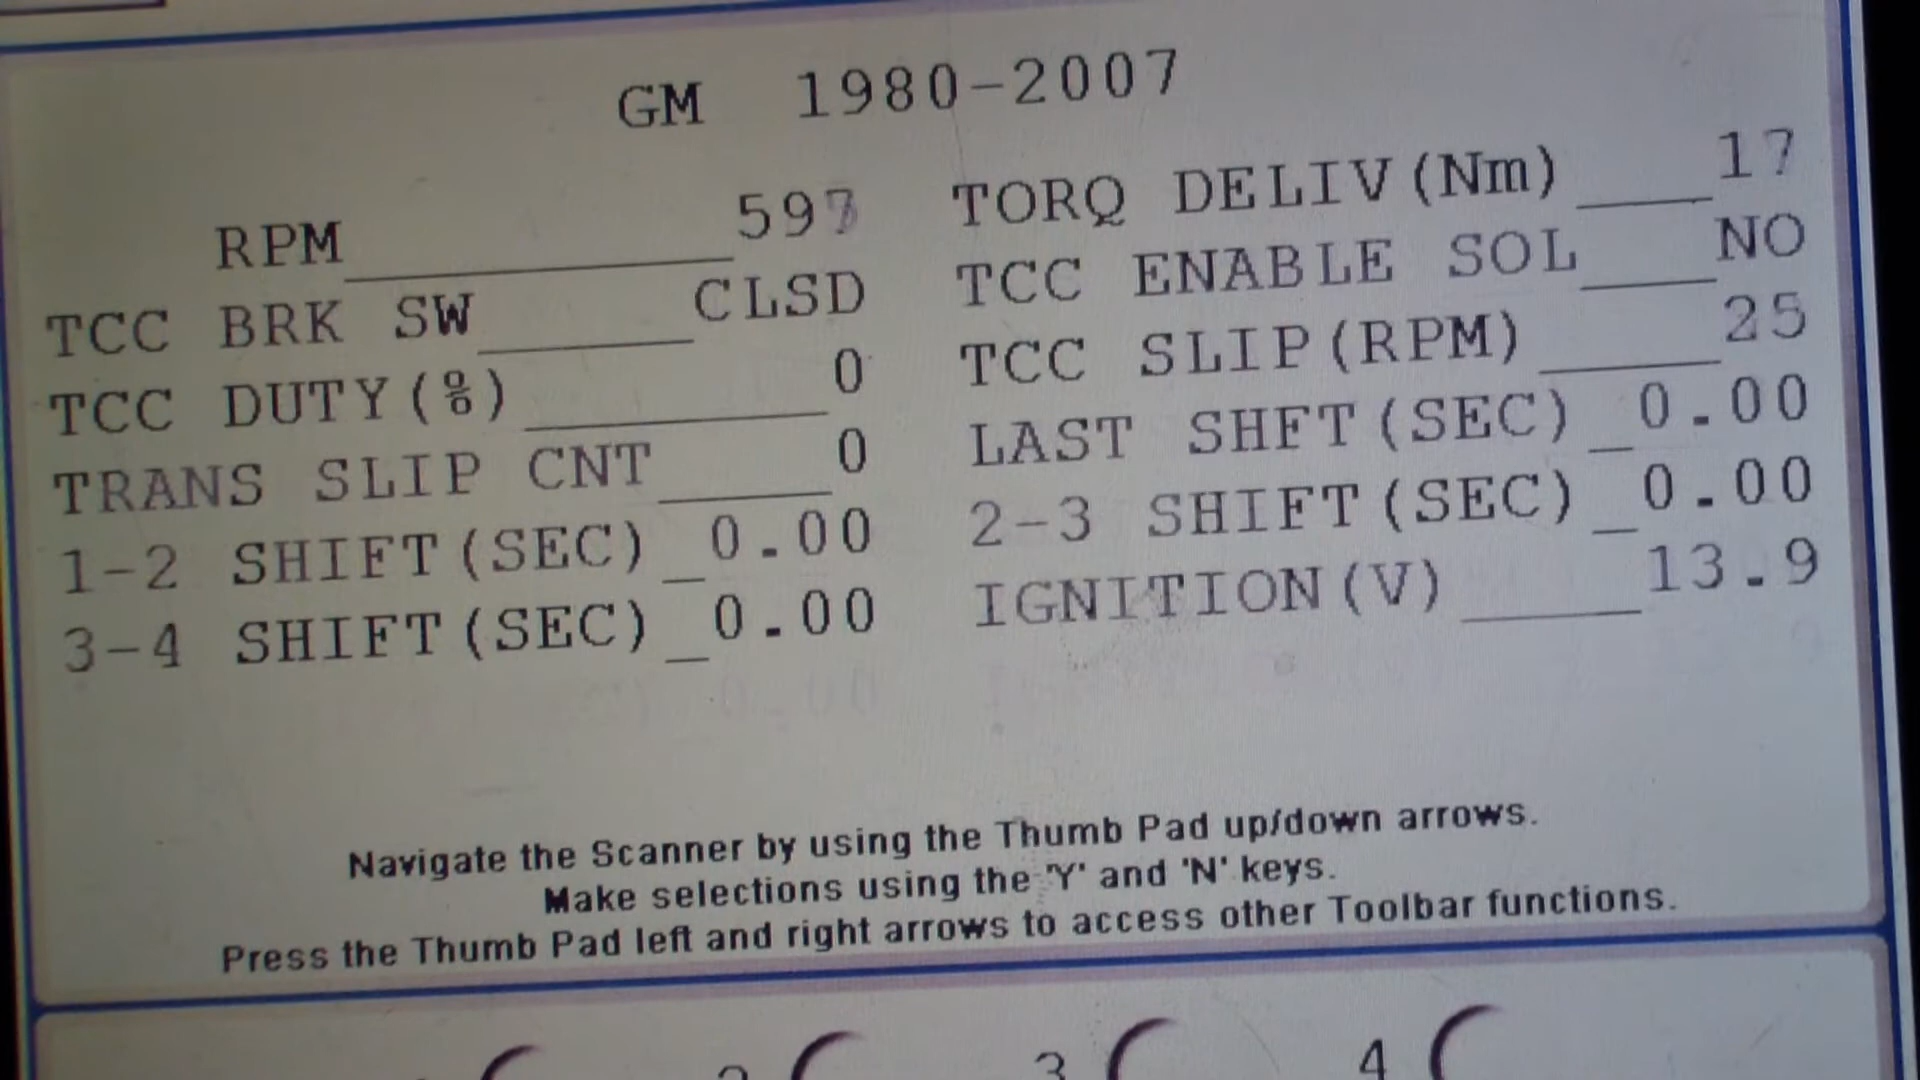 GM 1980-2007
RPM 597 TORQ DELIV(Nm) 17
TCC BRK SW CLSD TCC ENABLE SOL NO
TCC DUTY(%) 0 TCC SLIP(RPM) 25
TRANS SLIP CNT 0 LAST SHFT(SEC) 0.00
1-2 SHIFT(SEC) 0.00 2-3 SHIFT(SEC) 0.00
3-4 SHIFT(SEC) 0.00 IGNITION(V) 13.9
Navigate the Scanner by using the Thumb Pad up/down arrows.
Make selections using the 'Y' and 'N' keys.
Press the Thumb Pad left and right arrows to access other Toolbar functions.
2 3 4